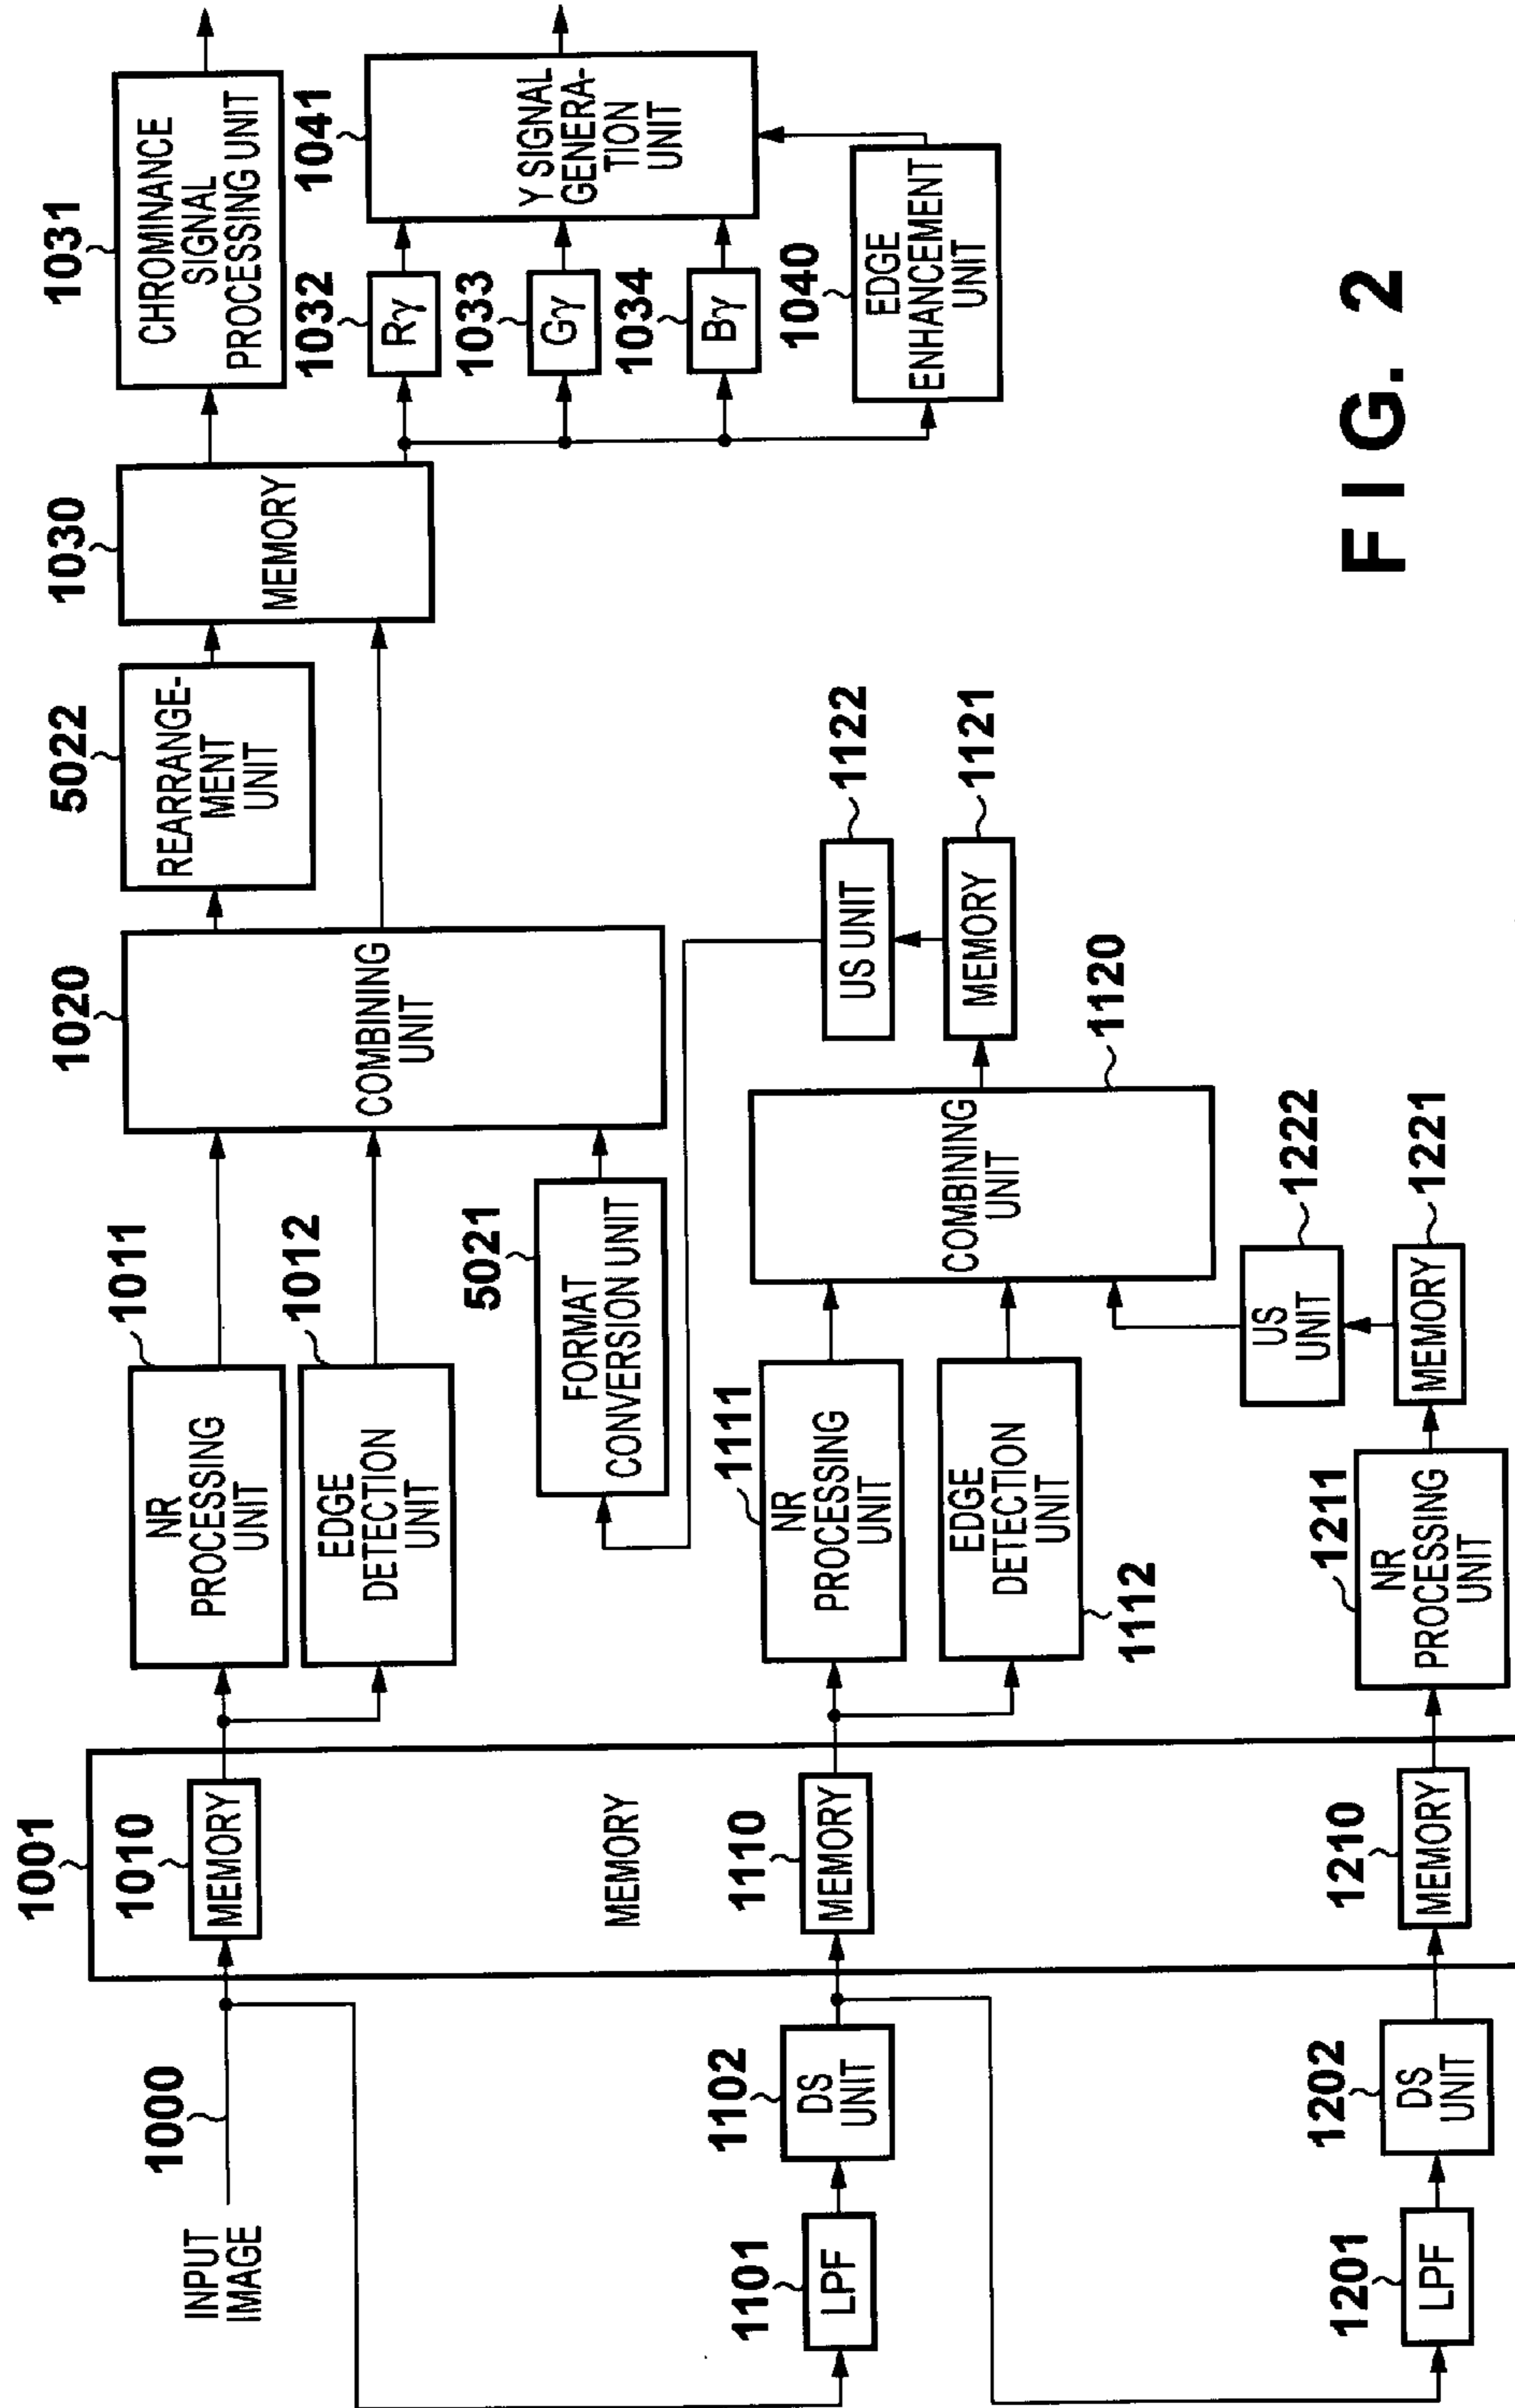 1000
INPUT
IMAGE
1001
1010
MEMORY
MEMORY
1110
MEMORY
1210
MEMORY
1101
LPF
1102
DS
UNIT
1201
LPF
1202
DS
UNIT
1011
NR
PROCESSING
UNIT
1012
EDGE
DETECTION
UNIT
5021
FORMAT
CONVERSION UNIT
1111
NR
PROCESSING
UNIT
1112
EDGE
DETECTION
UNIT
1211
NR
PROCESSING
UNIT
1221
MEMORY
1222
US
UNIT
1120
COMBINING
UNIT
1121
MEMORY
1122
US UNIT
1020
COMBINING
UNIT
5022
REARRANGE-
MENT
UNIT
1030
MEMORY
1031
CHROMINANCE
SIGNAL
PROCESSING UNIT
1032
Rγ
1033
Gγ
1034
Bγ
1040
EDGE
ENHANCEMENT
UNIT
1041
Y SIGNAL
GENERA-
TION
UNIT
FIG. 2